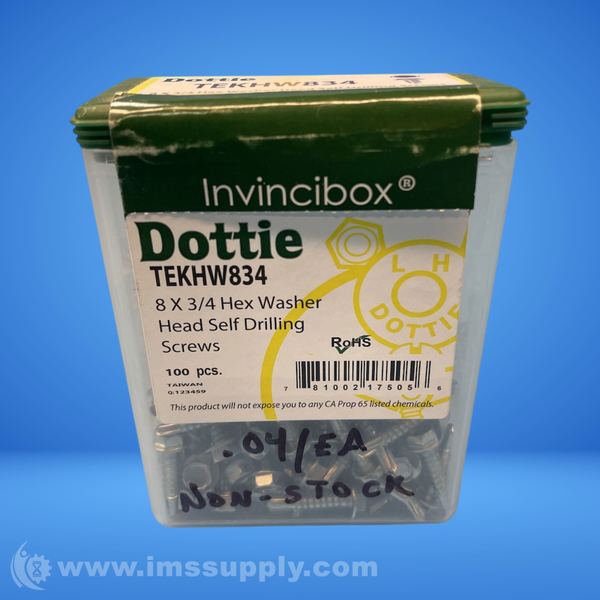 Dottie
TEKHW834
Invincibox®
Dottie
TEKHW834
8 X 3/4 Hex Washer
Head Self Drilling
Screws
100 pcs.
TAIWAN
Q:123459
L H
DOTTIE
RoHS
7 81002 17505 6
This product will not expose you to any CA Prop 65 listed chemicals.
.04/EA
NON-STOCK
www.imssupply.com